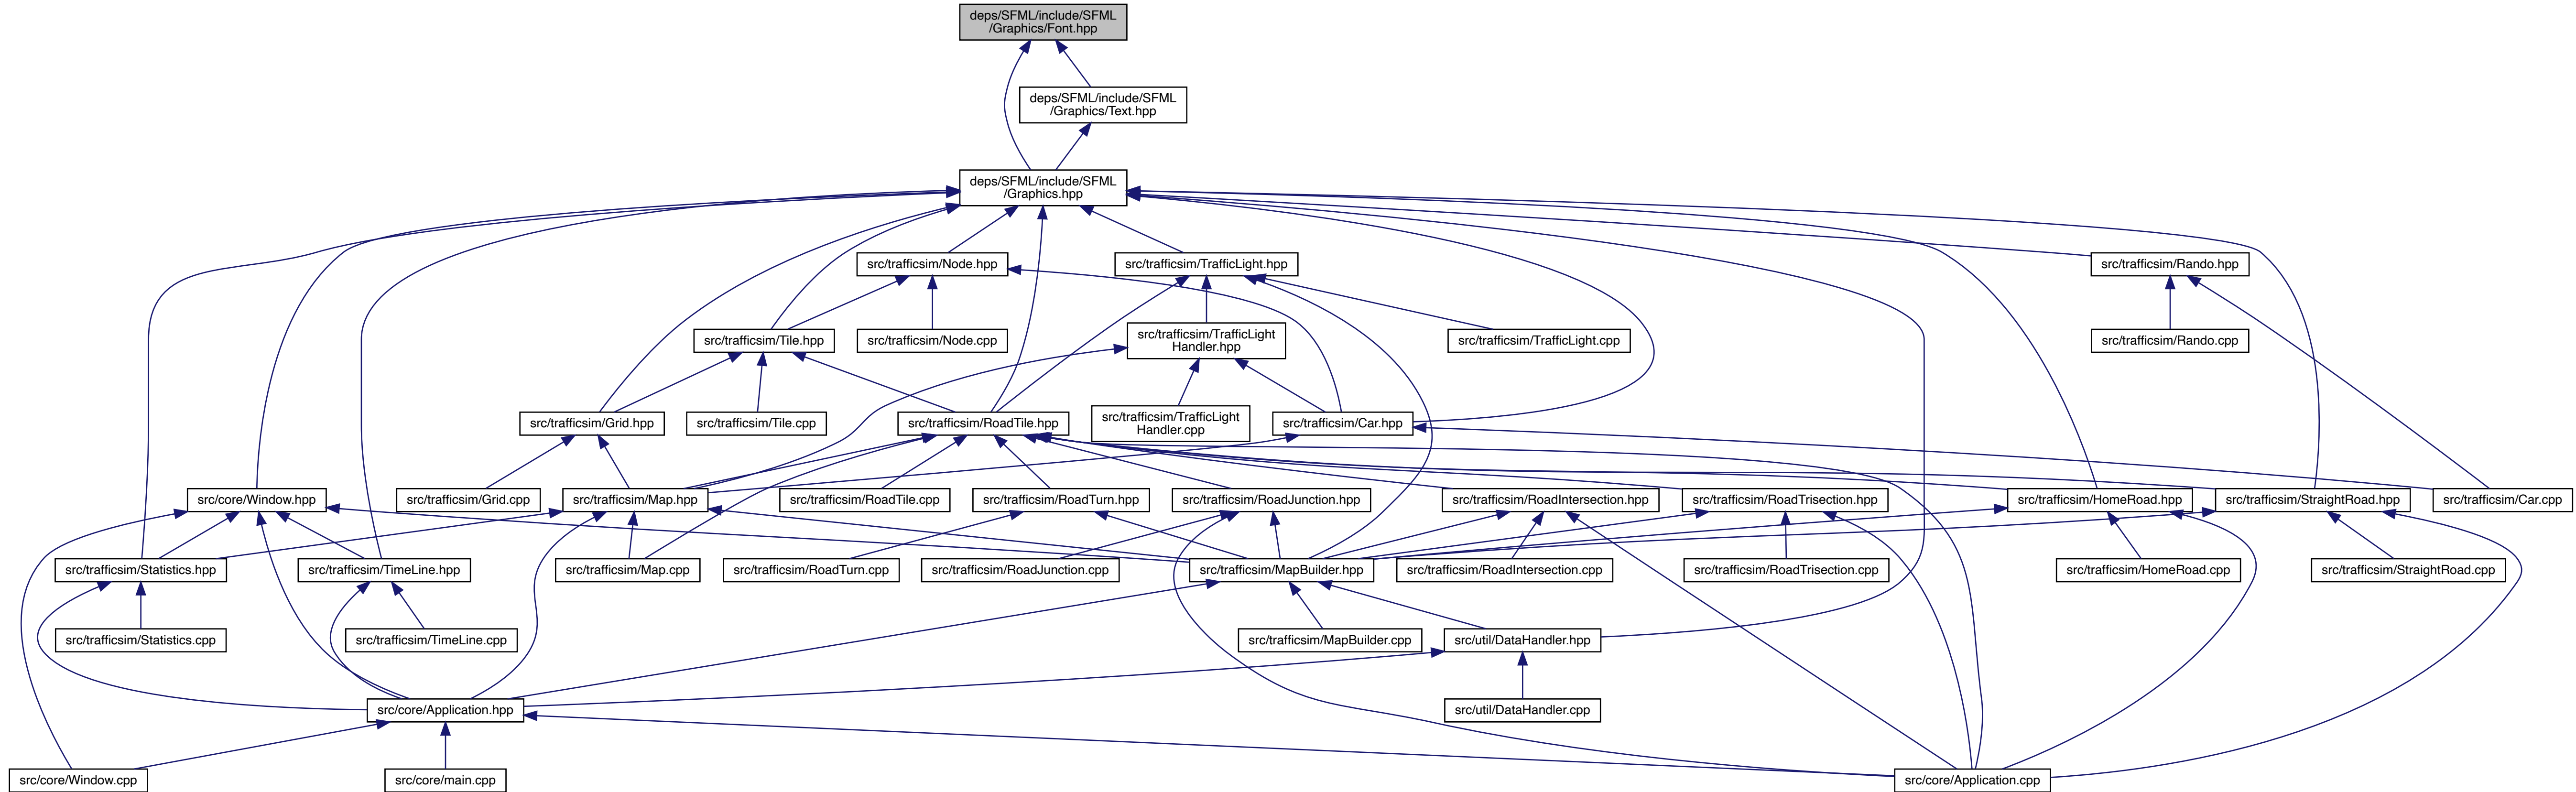 deps/SFML/include/SFML
/Graphics/Font.hpp
deps/SFML/include/SFML
/Graphics/Text.hpp
deps/SFML/include/SFML
/Graphics.hpp
src/trafficsim/Node.hpp
src/trafficsim/TrafficLight.hpp
src/trafficsim/Rando.hpp
src/trafficsim/Tile.hpp
src/trafficsim/Node.cpp
src/trafficsim/TrafficLight
Handler.hpp
src/trafficsim/TrafficLight.cpp
src/trafficsim/Rando.cpp
src/trafficsim/Grid.hpp
src/trafficsim/Tile.cpp
src/trafficsim/RoadTile.hpp
src/trafficsim/TrafficLight
Handler.cpp
src/trafficsim/Car.hpp
src/core/Window.hpp
src/trafficsim/Grid.cpp
src/trafficsim/Map.hpp
src/trafficsim/RoadTile.cpp
src/trafficsim/RoadTurn.hpp
src/trafficsim/RoadJunction.hpp
src/trafficsim/RoadIntersection.hpp
src/trafficsim/RoadTrisection.hpp
src/trafficsim/HomeRoad.hpp
src/trafficsim/StraightRoad.hpp
src/trafficsim/Car.cpp
src/trafficsim/Statistics.hpp
src/trafficsim/TimeLine.hpp
src/trafficsim/Map.cpp
src/trafficsim/RoadTurn.cpp
src/trafficsim/RoadJunction.cpp
src/trafficsim/MapBuilder.hpp
src/trafficsim/RoadIntersection.cpp
src/trafficsim/RoadTrisection.cpp
src/trafficsim/HomeRoad.cpp
src/trafficsim/StraightRoad.cpp
src/trafficsim/Statistics.cpp
src/trafficsim/TimeLine.cpp
src/trafficsim/MapBuilder.cpp
src/util/DataHandler.hpp
src/core/Application.hpp
src/util/DataHandler.cpp
src/core/Window.cpp
src/core/main.cpp
src/core/Application.cpp